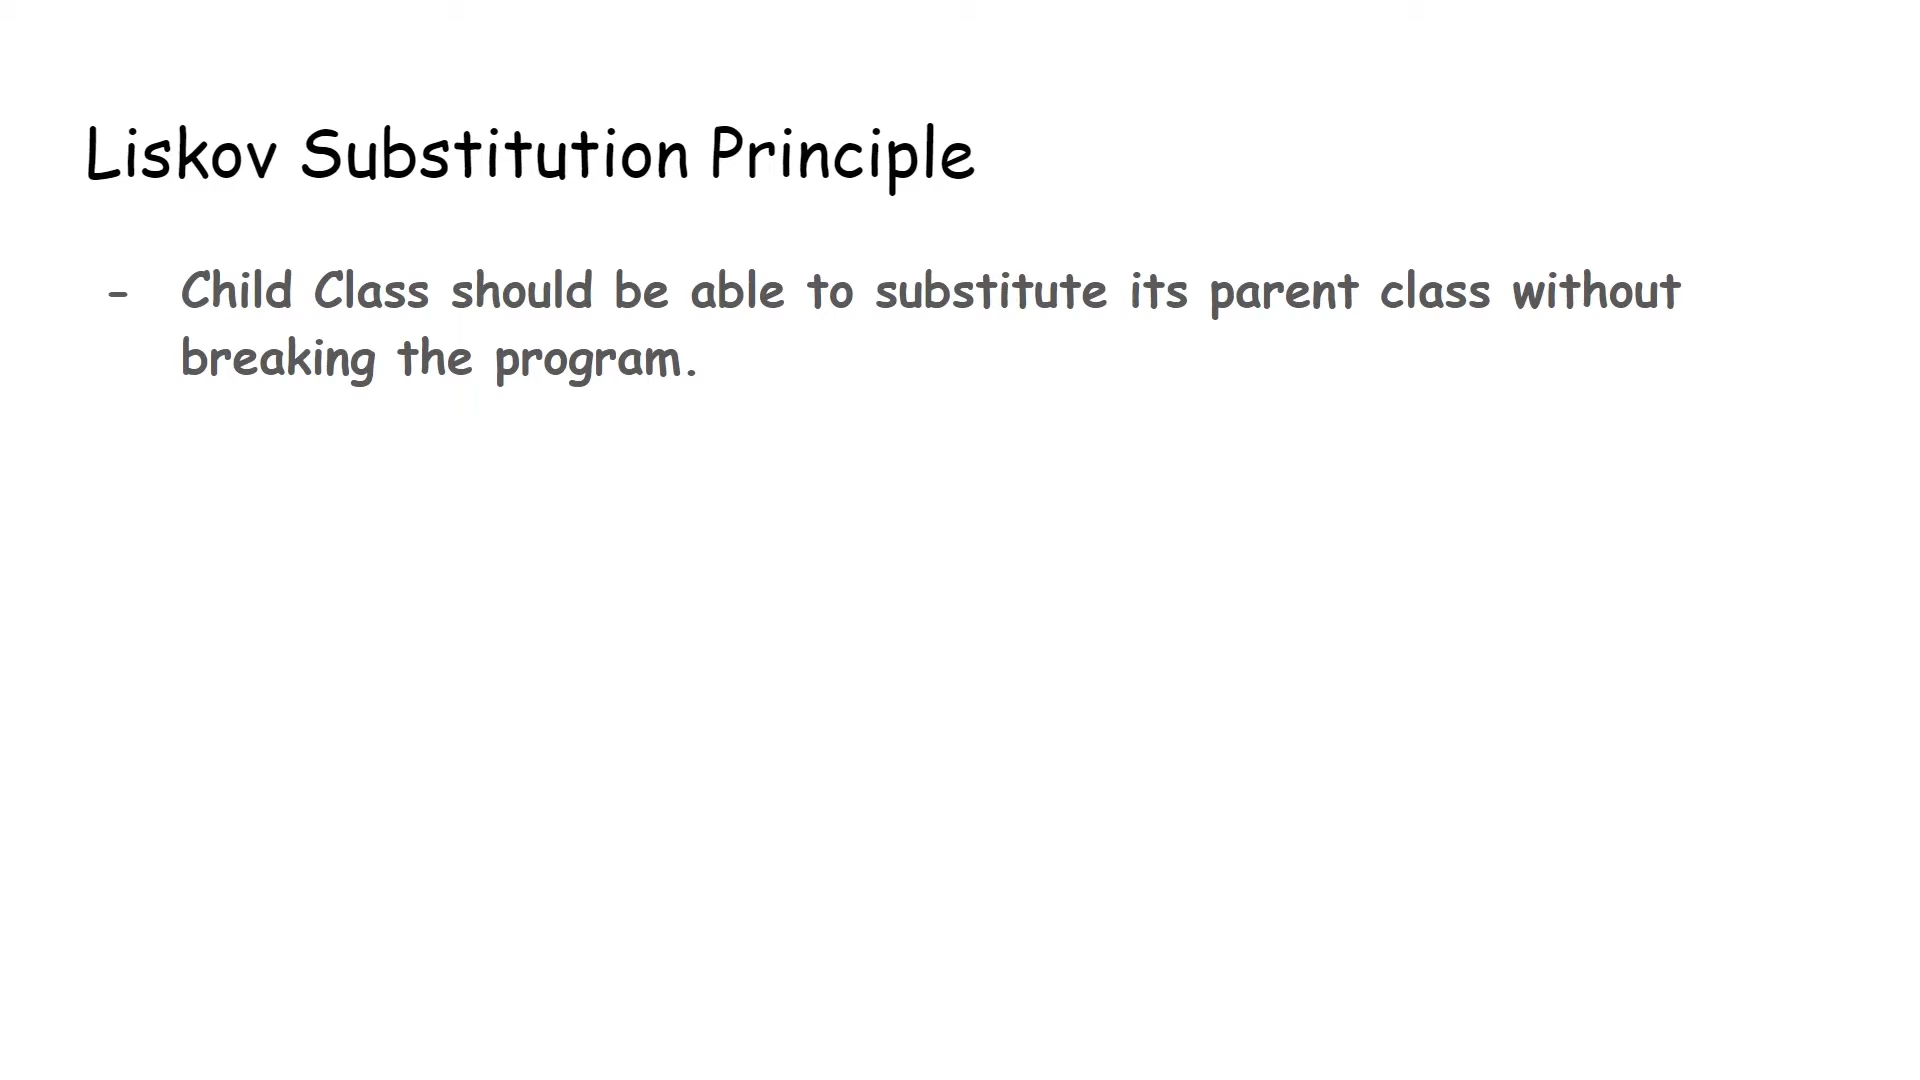 Liskov Substitution Principle
- Child Class should be able to substitute its parent class without
breaking the program.